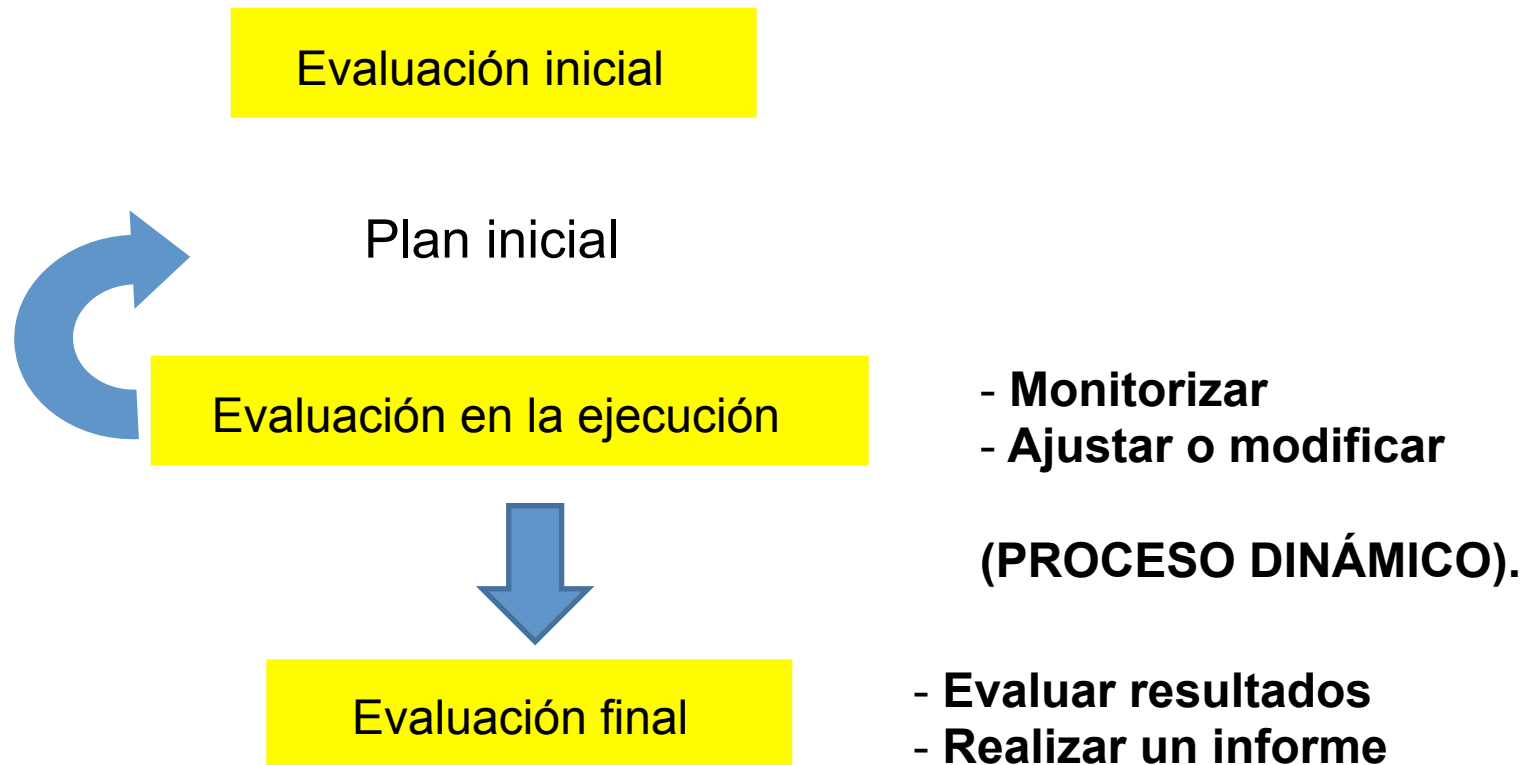 Evaluación inicial
Plan inicial
Evaluación en la ejecución
- Monitorizar
- Ajustar o modificar
(PROCESO DINÁMICO).
Evaluación final
- Evaluar resultados
- Realizar un informe